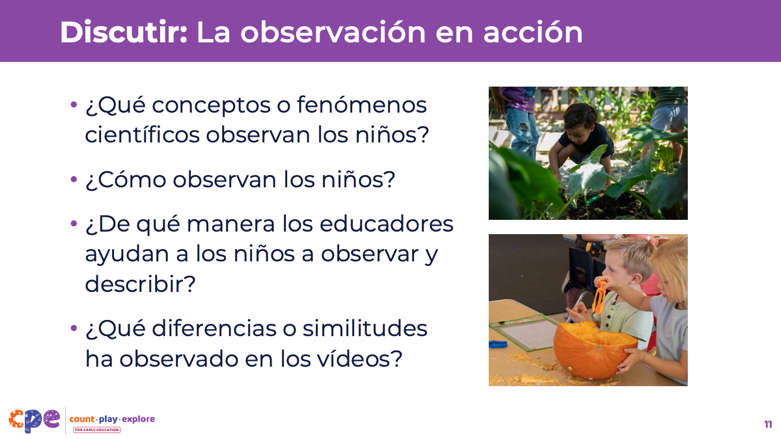 Discutir: La observación en acción
• ¿Qué conceptos o fenómenos
científicos observan los niños?
• ¿Cómo observan los niños?
• ¿De qué manera los educadores
ayudan a los niños a observar y
describir?
• ¿Qué diferencias o similitudes
ha observado en los vídeos?
cpe
count•play•explore
FOR EARLY EDUCATION
11